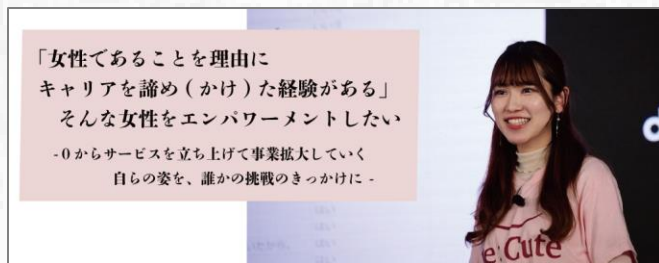 「女性であることを理由に
キャリアを諦め ( かけ ) た経験がある」
そんな女性をエンパワーメントしたい
-０からサービスを立ち上げて事業拡大していく
自らの姿を、誰かの挑戦のきっかけに -
e:Cute